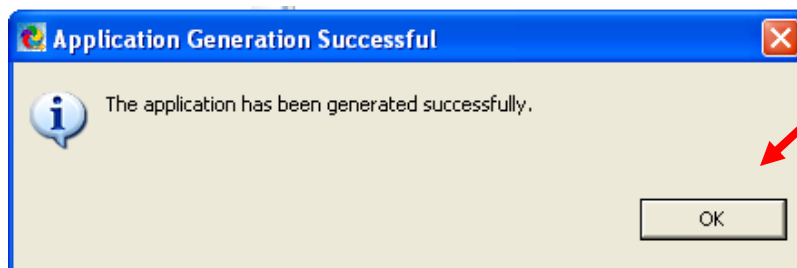 Application Generation Successful
The application has been generated successfully.
OK